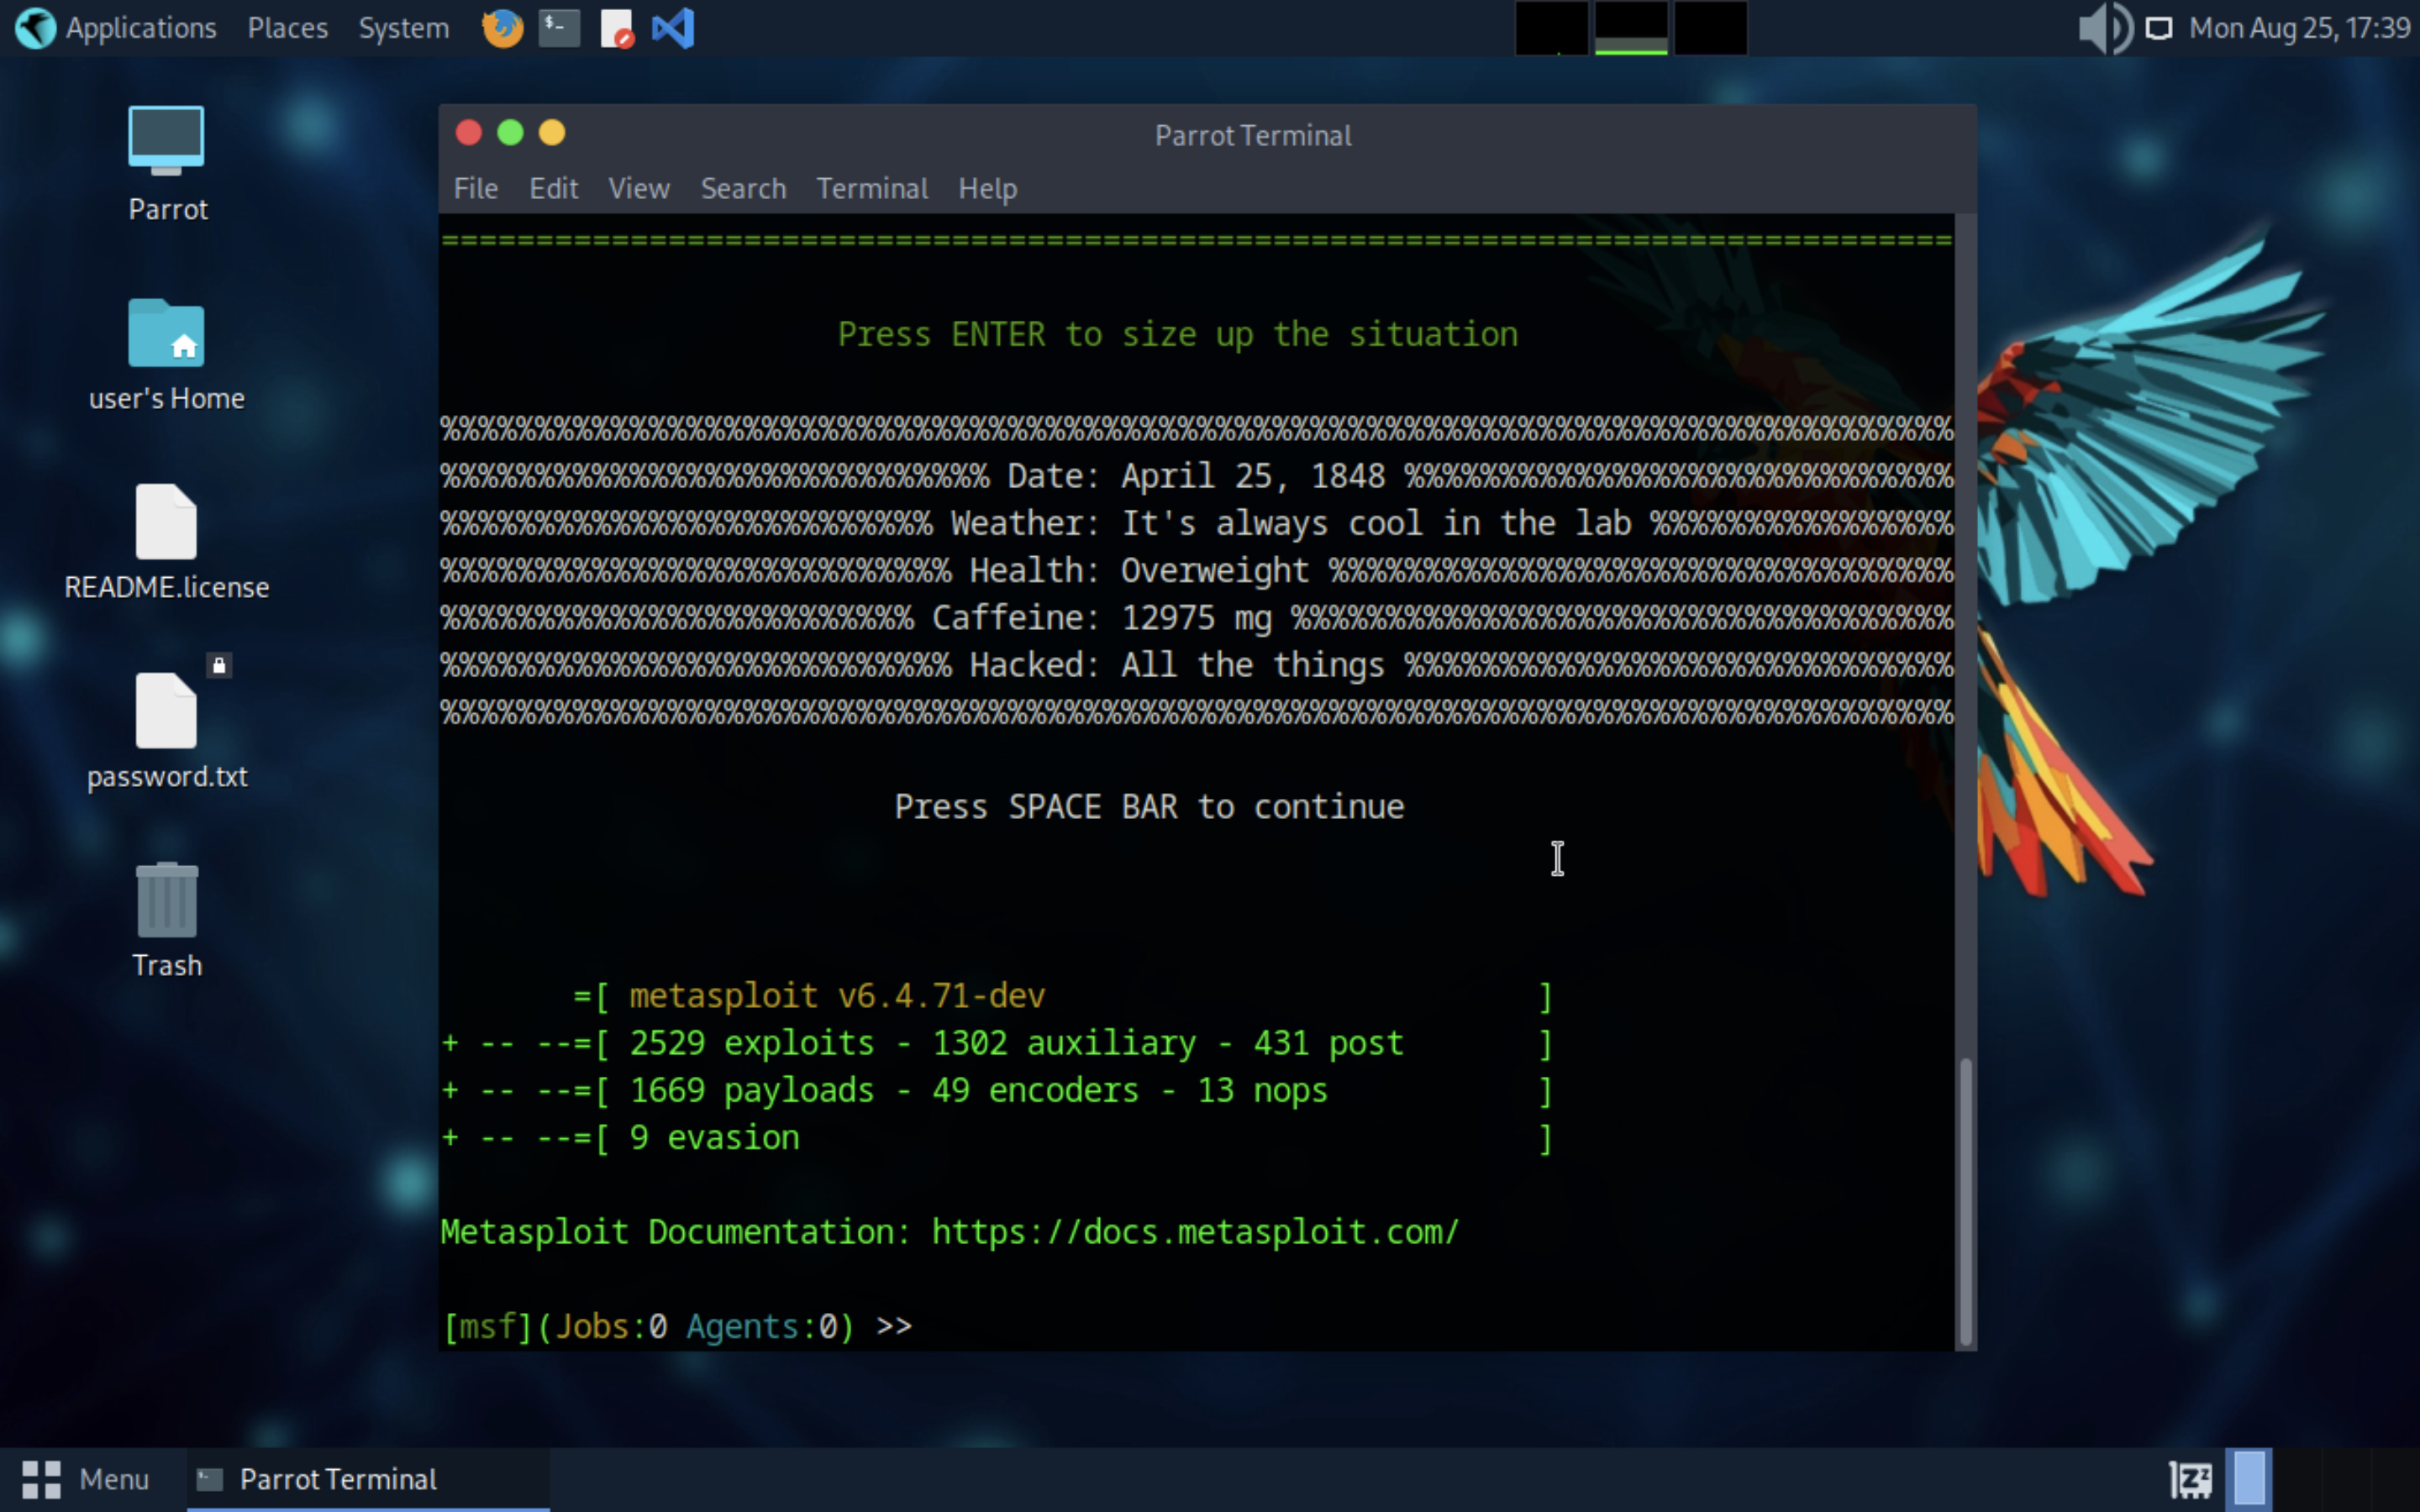 Applications Places System
Mon Aug 25, 17:39
Parrot
user's Home
README.license
password.txt
Trash
Parrot Terminal
File Edit View Search Terminal Help
================================================================================
Press ENTER to size up the situation
%%%%%%%%%%%%%%%%%%%%%%%%%%%%%%%%%%%%%%%%%%%%%%%%%%%%%%%%%%%%%%%%%%%%%%%%%%%%%%%%%%
%%%%%%%%%%%%%%%%%%%%%%%%%%%%% Date: April 25, 1848 %%%%%%%%%%%%%%%%%%%%%%%%%%%%%
%%%%%%%%%%%%%%%%%%%%%%%%%% Weather: It's always cool in the lab %%%%%%%%%%%%%%%%
%%%%%%%%%%%%%%%%%%%%%%%%%%% Health: Overweight %%%%%%%%%%%%%%%%%%%%%%%%%%%%%%%%%
%%%%%%%%%%%%%%%%%%%%%%%%% Caffeine: 12975 mg %%%%%%%%%%%%%%%%%%%%%%%%%%%%%%%%%%%
%%%%%%%%%%%%%%%%%%%%%%%%%%% Hacked: All the things %%%%%%%%%%%%%%%%%%%%%%%%%%%%%
%%%%%%%%%%%%%%%%%%%%%%%%%%%%%%%%%%%%%%%%%%%%%%%%%%%%%%%%%%%%%%%%%%%%%%%%%%%%%%%%%%
Press SPACE BAR to continue
=[ metasploit v6.4.71-dev ]
+ -- --=[ 2529 exploits - 1302 auxiliary - 431 post ]
+ -- --=[ 1669 payloads - 49 encoders - 13 nops ]
+ -- --=[ 9 evasion ]
Metasploit Documentation: https://docs.metasploit.com/
[msf](Jobs:0 Agents:0) >>
Menu
Parrot Terminal